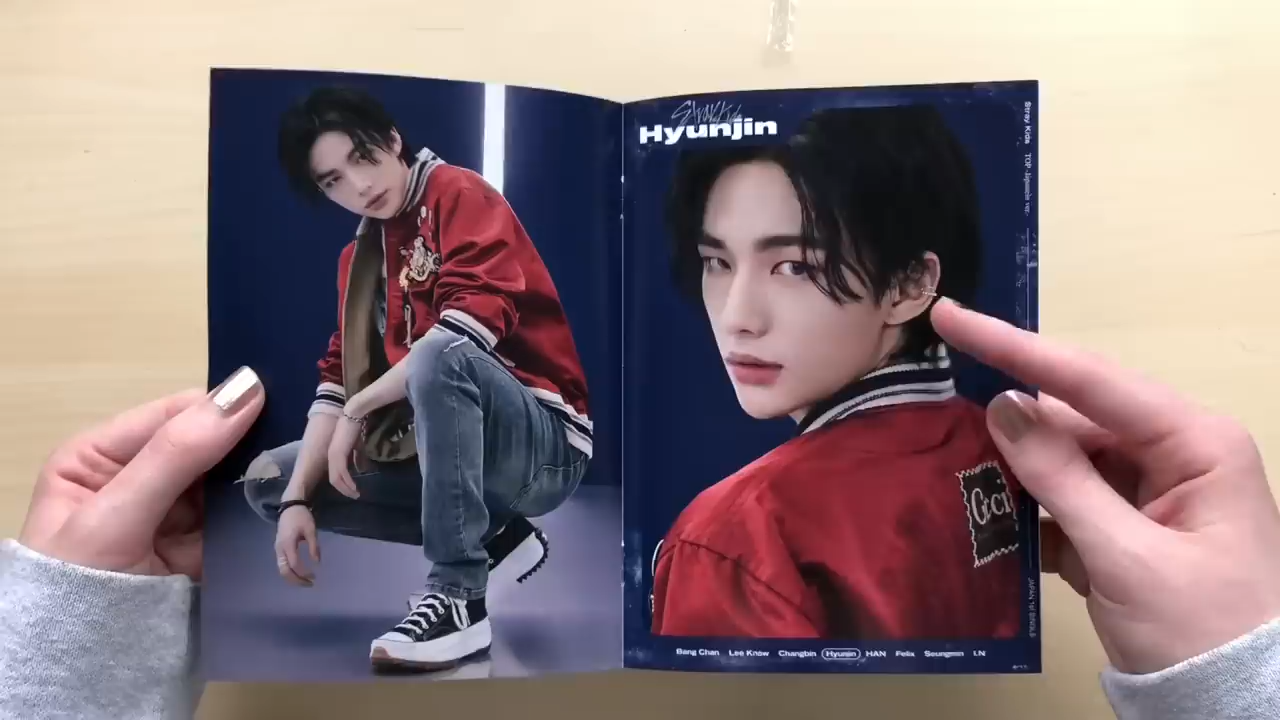 Stray Kids
Hyunjin
Stray Kids TOP -Japanese ver.-
JAPAN 1st SINGLE
Gucci
Bang Chan Lee Know Changbin Hyunjin HAN Felix Seungmin I.N